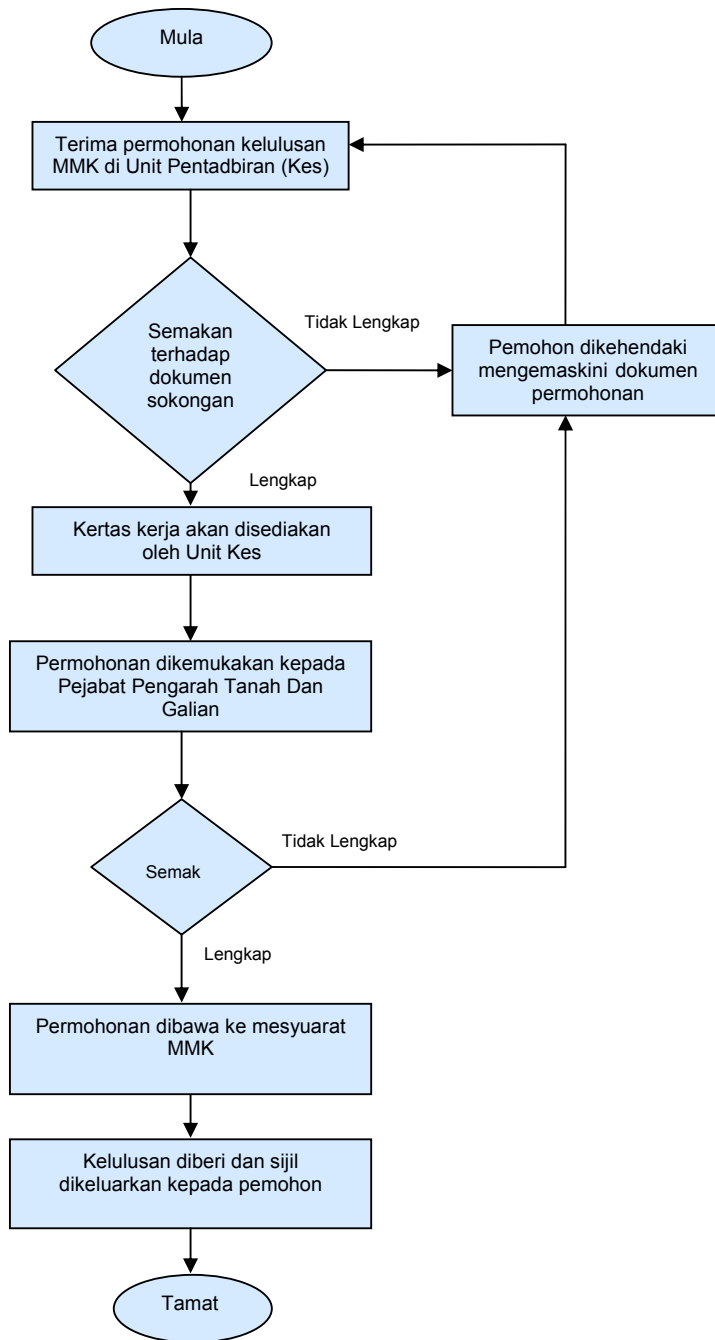 Mula
Terima permohonan kelulusan
MMK di Unit Pentadbiran (Kes)
Semakan
terhadap
dokumen
sokongan
Tidak Lengkap
Pemohon dikehendaki
mengemaskini dokumen
permohonan
Lengkap
Kertas kerja akan disediakan
oleh Unit Kes
Permohonan dikemukakan kepada
Pejabat Pengarah Tanah Dan
Galian
Semak
Tidak Lengkap
Lengkap
Permohonan dibawa ke mesyuarat
MMK
Kelulusan diberi dan sijil
dikeluarkan kepada pemohon
Tamat